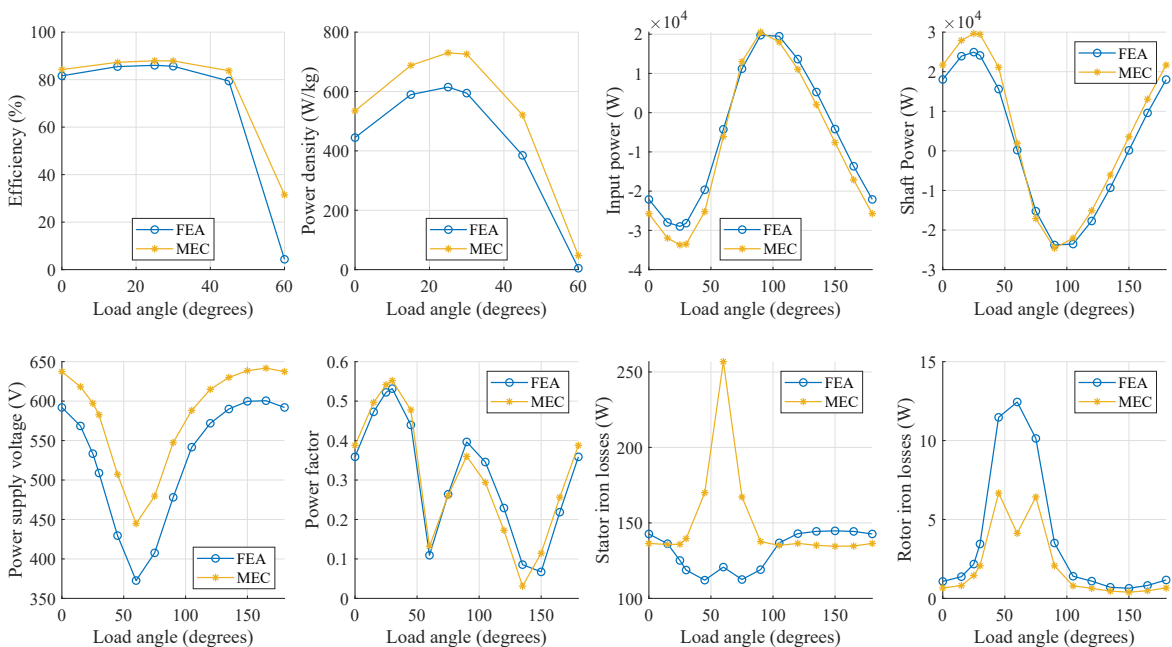 100
80
60
40
20
0
0
20
40
60
Efficiency (%)
Load angle (degrees)
FEA
MEC
800
600
400
200
0
0
20
40
60
Power density (W/kg)
Load angle (degrees)
FEA
MEC
×10⁴
2
1
0
-1
-2
-3
-4
0
50
100
150
Input power (W)
Load angle (degrees)
FEA
MEC
×10⁴
3
2
1
0
-1
-2
-3
0
50
100
150
Shaft Power (W)
Load angle (degrees)
FEA
MEC
650
600
550
500
450
400
350
0
50
100
150
Power supply voltage (V)
Load angle (degrees)
FEA
MEC
0.6
0.5
0.4
0.3
0.2
0.1
0
0
50
100
150
Power factor
Load angle (degrees)
FEA
MEC
250
200
150
100
0
50
100
150
Stator iron losses (W)
Load angle (degrees)
FEA
MEC
15
10
5
0
0
50
100
150
Rotor iron losses (W)
Load angle (degrees)
FEA
MEC